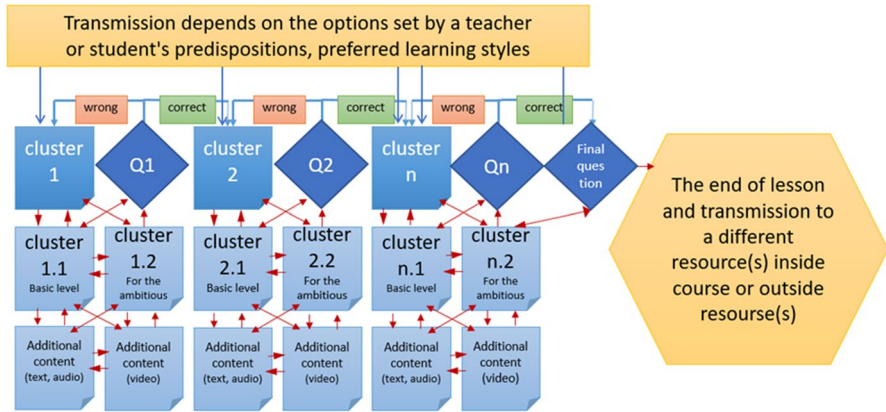 Transmission depends on the options set by a teacher
or student's predispositions, preferred learning styles
wrong
correct
wrong
correct
wrong
correct
cluster
1
Q1
cluster
2
Q2
cluster
n
Qn
Final
ques
tion
The end of lesson
and transmission to
a different
resource(s) inside
course or outside
resourse(s)
cluster
1.1
Basic level
cluster
1.2
For the
ambitious
cluster
2.1
Basic level
cluster
2.2
For the
ambitious
cluster
n.1
Basic level
cluster
n.2
For the
ambitious
Additional
content
(text, audio)
Additional
content
(video)
Additional
content
(text, audio)
Additional
content
(video)
Additional
content
(text, audio)
Additional
content
(video)